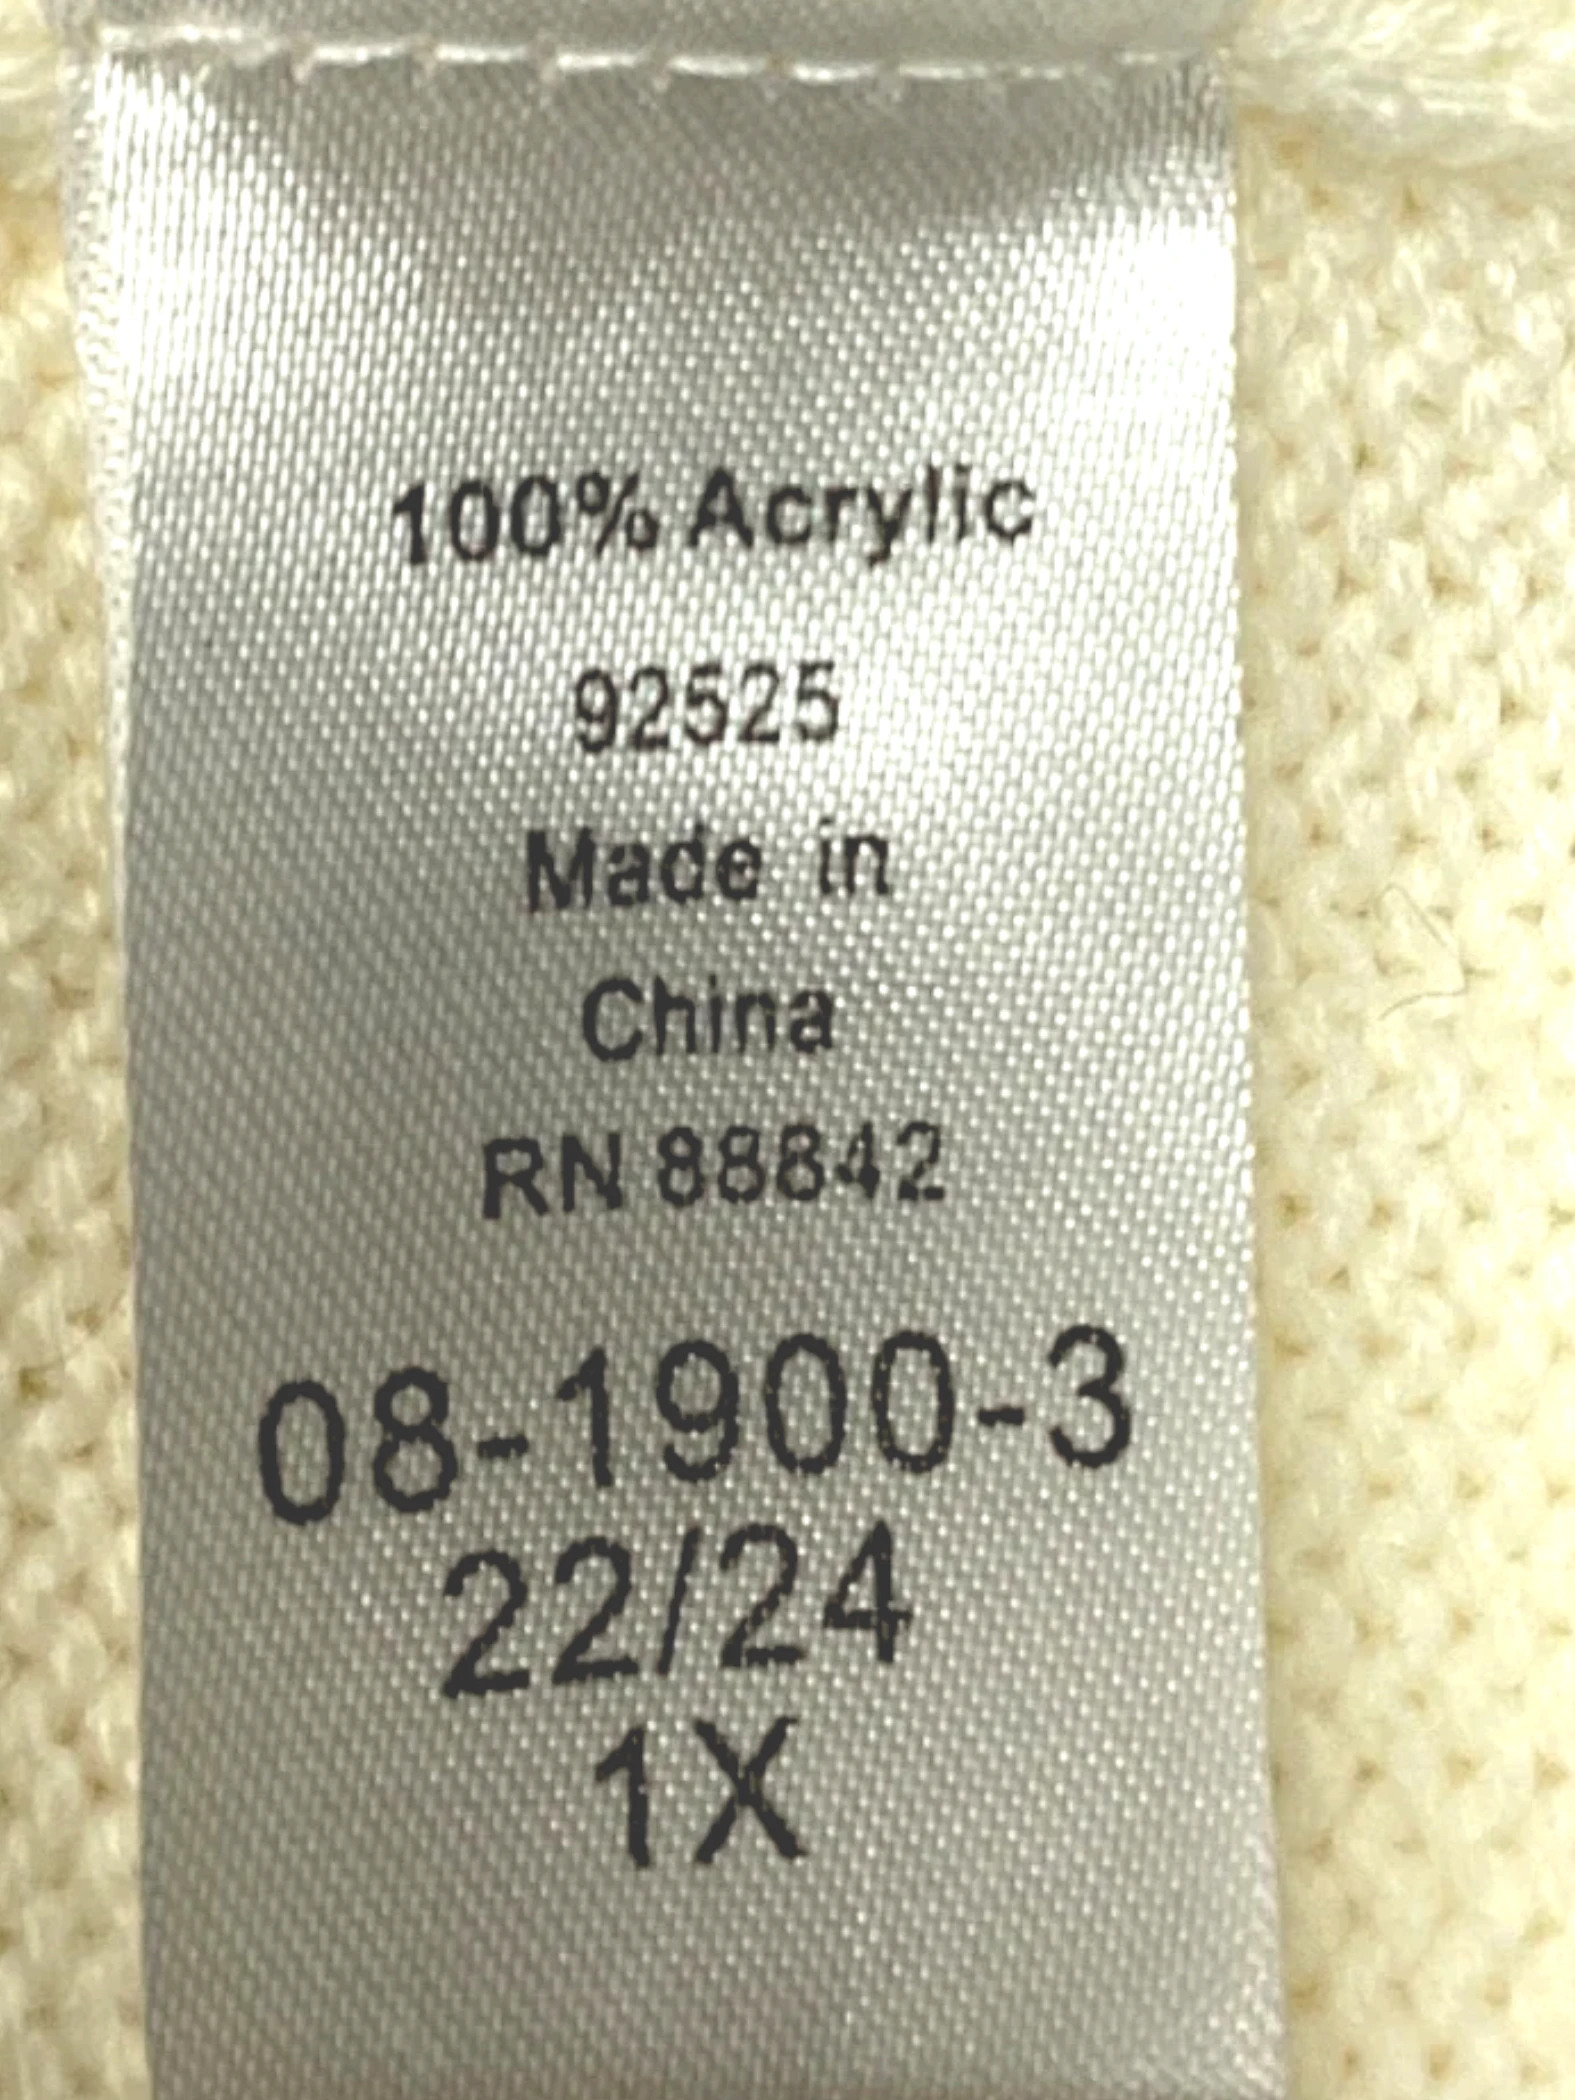 100% Acrylic
92525
Made in
China
RN 88842
08-1900-3
22/24
1X